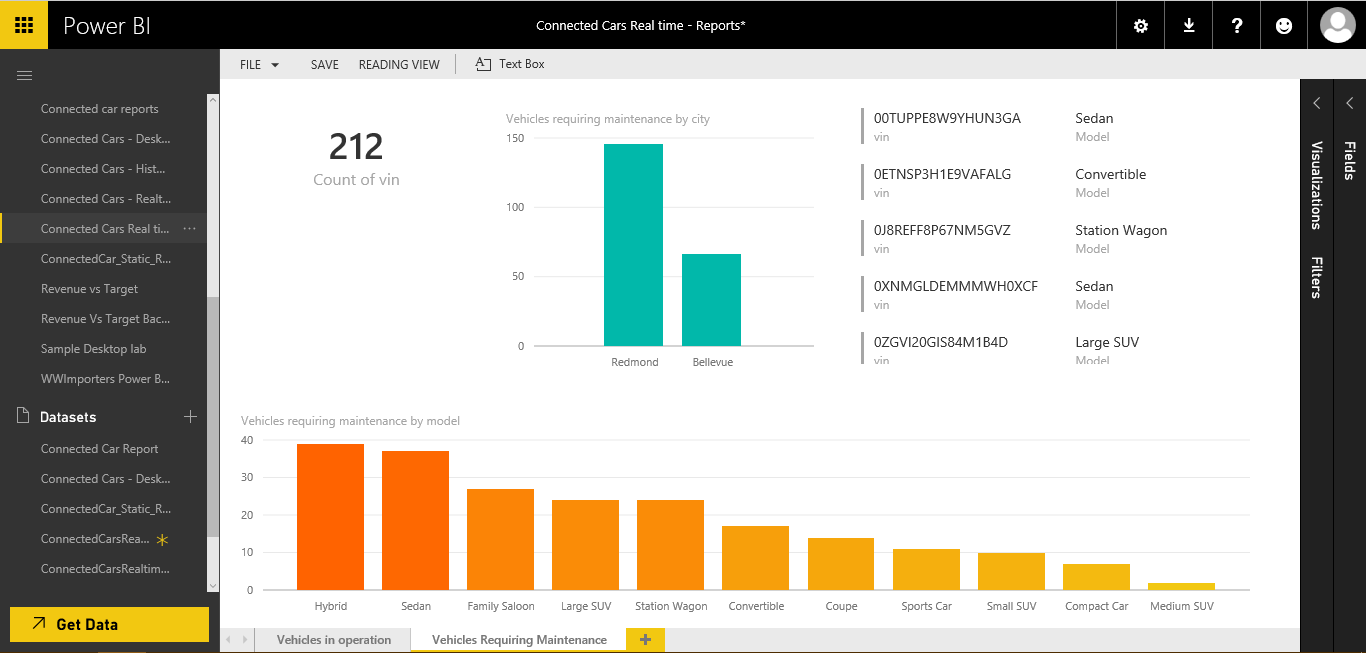 Power BI
Connected Cars Real time - Reports*
?
FILE SAVE READING VIEW Text Box
Connected car reports
Connected Cars - Desk...
Connected Cars - Hist...
Connected Cars - Realt...
Connected Cars Real ti... ...
ConnectedCar_Static_R...
Revenue vs Target
Revenue Vs Target Bac...
Sample Desktop lab
WWImporters Power B...
Datasets
Connected Car Report
Connected Cars - Desk...
ConnectedCar_Static_R...
ConnectedCarsRea...
ConnectedCarsRealtim...
Get Data
212
Count of vin
Vehicles requiring maintenance by city
150
100
50
0
Redmond Bellevue
00TUPPE8W9YHUN3GA Sedan
vin Model
0ETNSP3H1E9VAFALG Convertible
vin Model
0J8REFF8P67NM5GVZ Station Wagon
vin Model
0XNMGLDEMMMWH0XCF Sedan
vin Model
0ZGVI20GIS84M1B4D Large SUV
vin Model
Vehicles requiring maintenance by model
40
30
20
10
0
Hybrid Sedan Family Saloon Large SUV Station Wagon Convertible Coupe Sports Car Small SUV Compact Car Medium SUV
Vehicles in operation Vehicles Requiring Maintenance
Visualizations
Filters
Fields